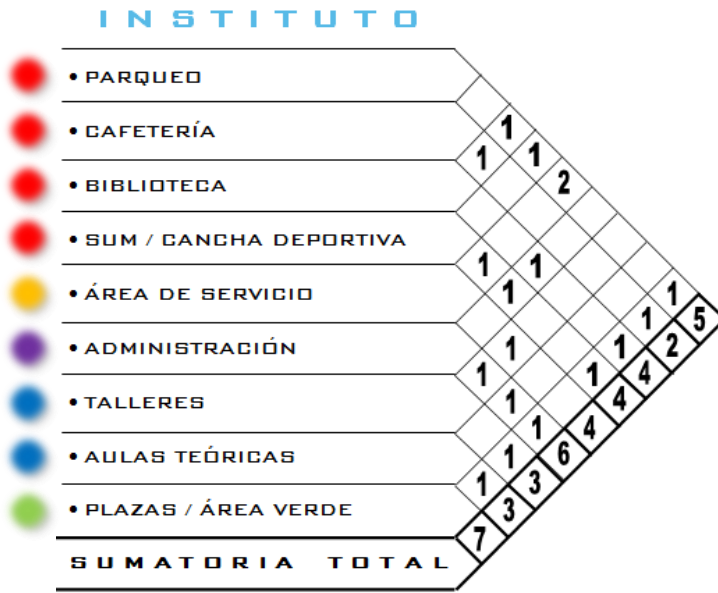 INSTITUTO
• PARQUEO
• CAFETERÍA
• BIBLIOTECA
• SUM / CANCHA DEPORTIVA
• ÁREA DE SERVICIO
• ADMINISTRACIÓN
• TALLERES
• AULAS TEÓRICAS
• PLAZAS / ÁREA VERDE
SUMATORIA TOTAL
1
1 1
2
1 1
1
1
1 5
1 2
1 1 4
1 1 4
1 1 4
1 6
1 1 3
3
7